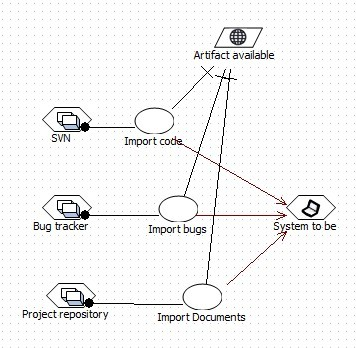 Artifact available
SVN
Import code
Bug tracker
Import bugs
System to be
Project repository
Import Documents